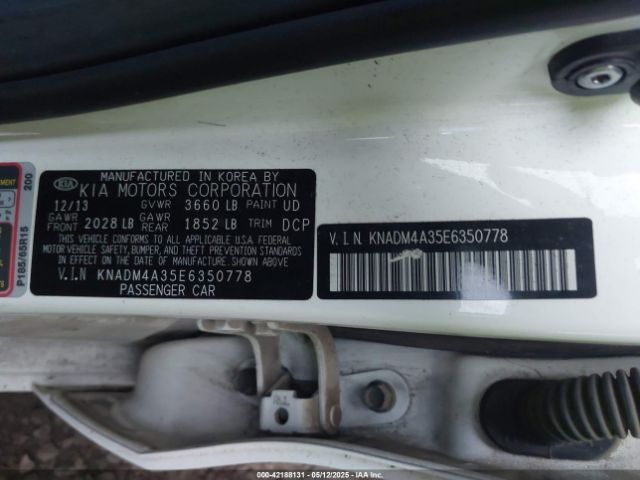 MANUFACTURED IN KOREA BY
KIA KIA MOTORS CORPORATION
12/13 GVWR 3660 LB PAINT UD
GAWR FRONT 2028 LB GAWR REAR 1852 LB TRIM DCP
THIS VEHICLE CONFORMS TO ALL APPLICABLE U.S.A. FEDERAL
MOTOR VEHICLE SAFETY, BUMPER, AND THEFT PREVENTION
STANDARDS IN EFFECT ON THE DATE OF MANUFACTURE SHOWN ABOVE.
V.I.N KNADM4A35E6350778
PASSENGER CAR
V.I.N. KNADM4A35E6350778
P185/65R15
200
000-42188131 - 05/12/2025 - IAA Inc.